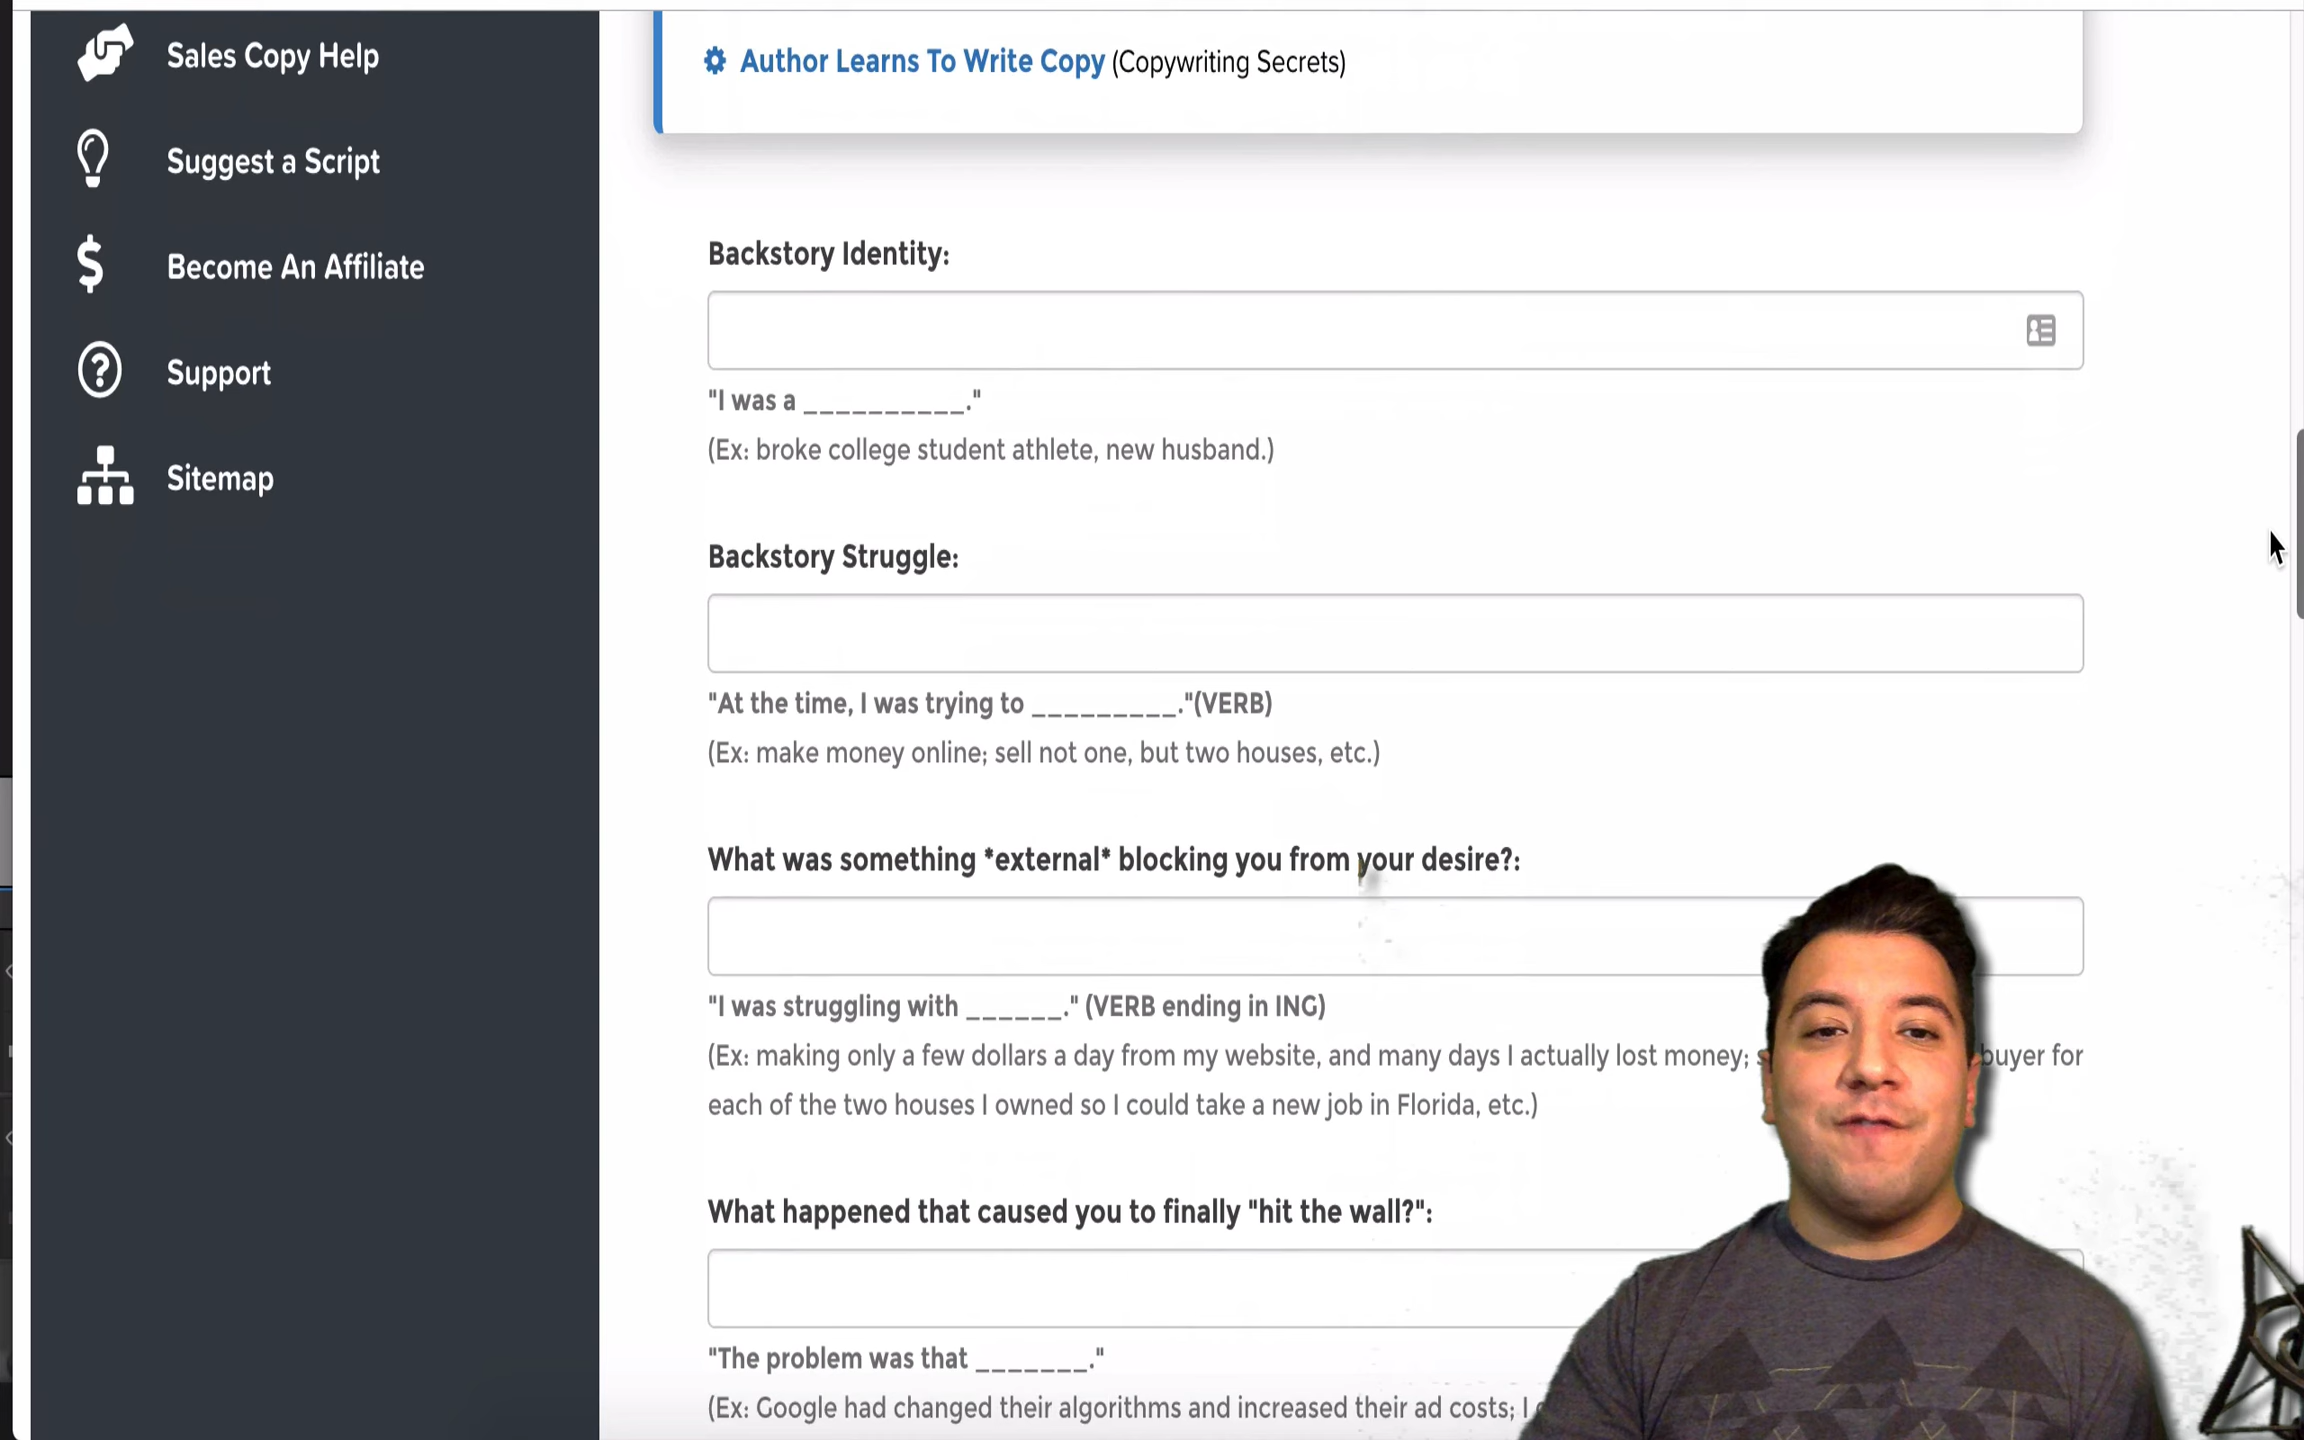 Sales Copy Help
Suggest a Script
Become An Affiliate
Support
Sitemap
Author Learns To Write Copy (Copywriting Secrets)
Backstory Identity:
"I was a __________."
(Ex: broke college student athlete, new husband.)
Backstory Struggle:
"At the time, I was trying to _________."(VERB)
(Ex: make money online; sell not one, but two houses, etc.)
What was something *external* blocking you from your desire?:
"I was struggling with ______." (VERB ending in ING)
(Ex: making only a few dollars a day from my website, and many days I actually lost money; buyer for
each of the two houses I owned so I could take a new job in Florida, etc.)
What happened that caused you to finally "hit the wall?":
"The problem was that _______."
(Ex: Google had changed their algorithms and increased their ad costs; I